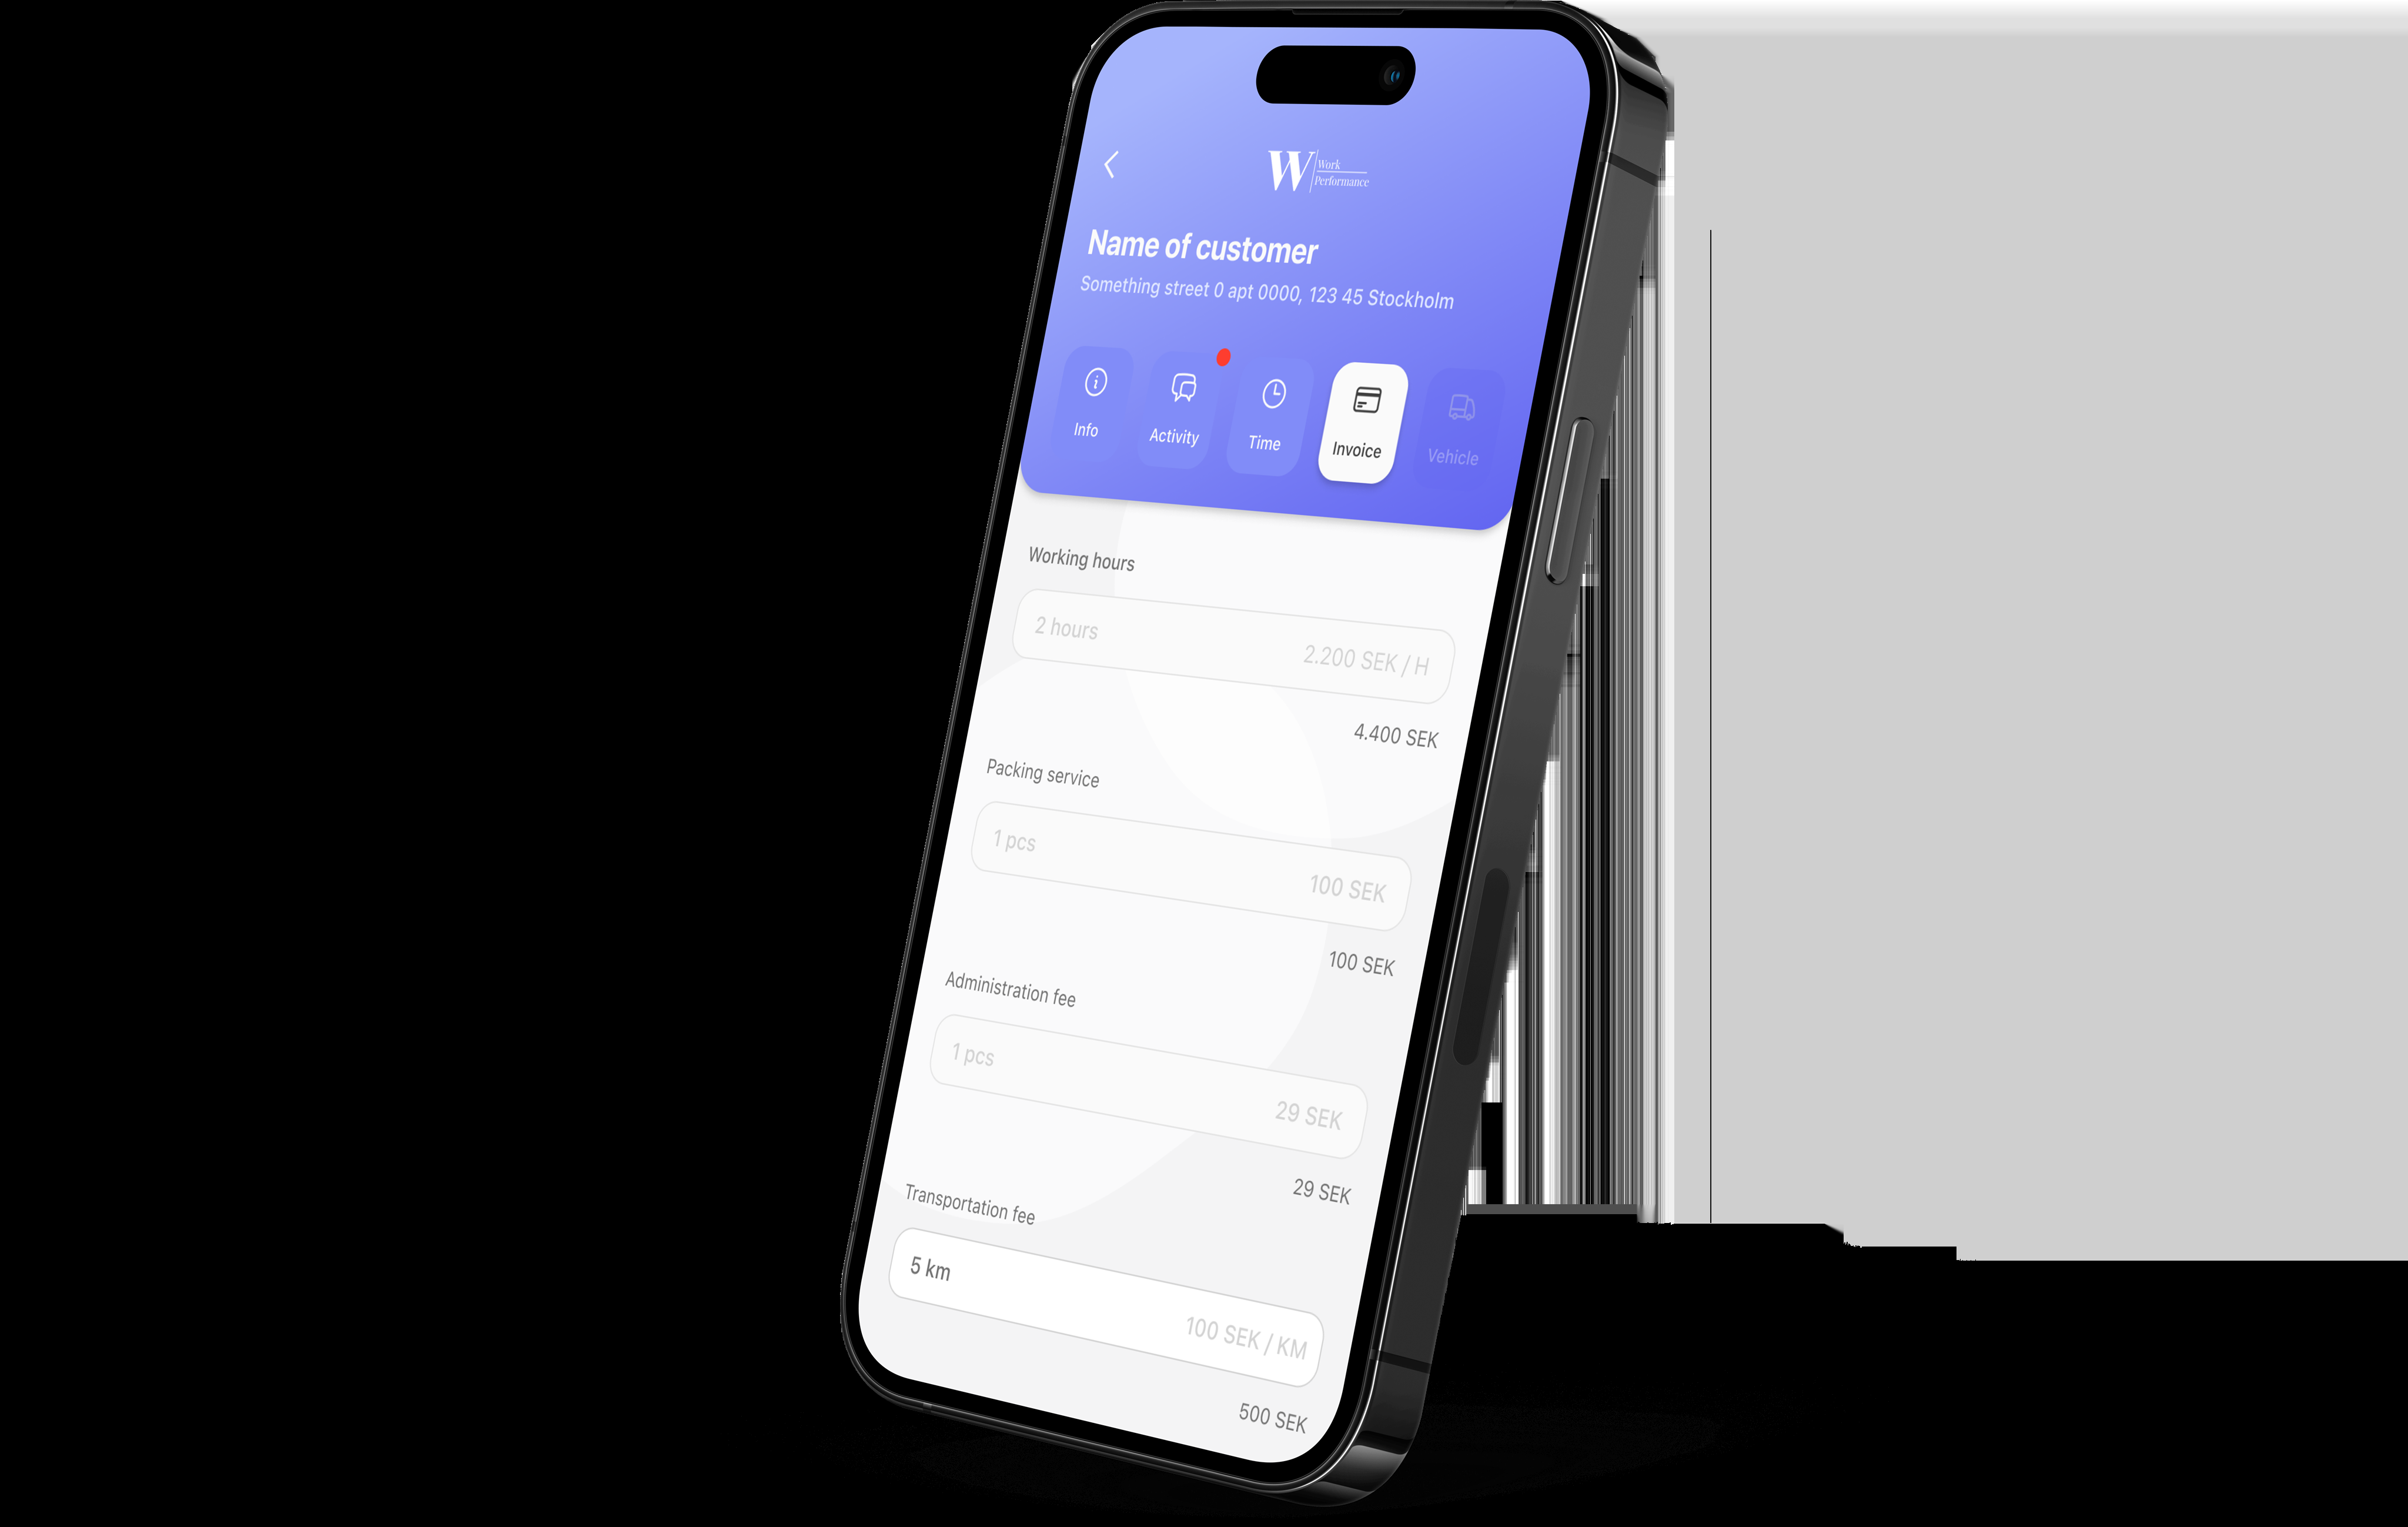 W
Work
Performance
Name of customer
Something street 0 apt 0000, 123 45 Stockholm
Info
Activity
Time
Invoice
Vehicle
Working hours
2 hours 2.200 SEK / H
4.400 SEK
Packing service
1 pcs 100 SEK
100 SEK
Administration fee
1 pcs 29 SEK
29 SEK
Transportation fee
5 km 100 SEK / KM
500 SEK